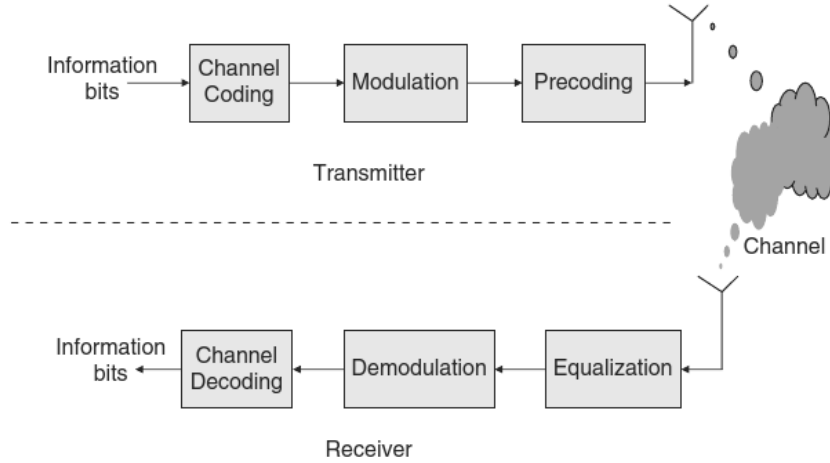 Information
bits
Channel
Coding
Modulation
Precoding
Transmitter
Channel
Information
bits
Channel
Decoding
Demodulation
Equalization
Receiver